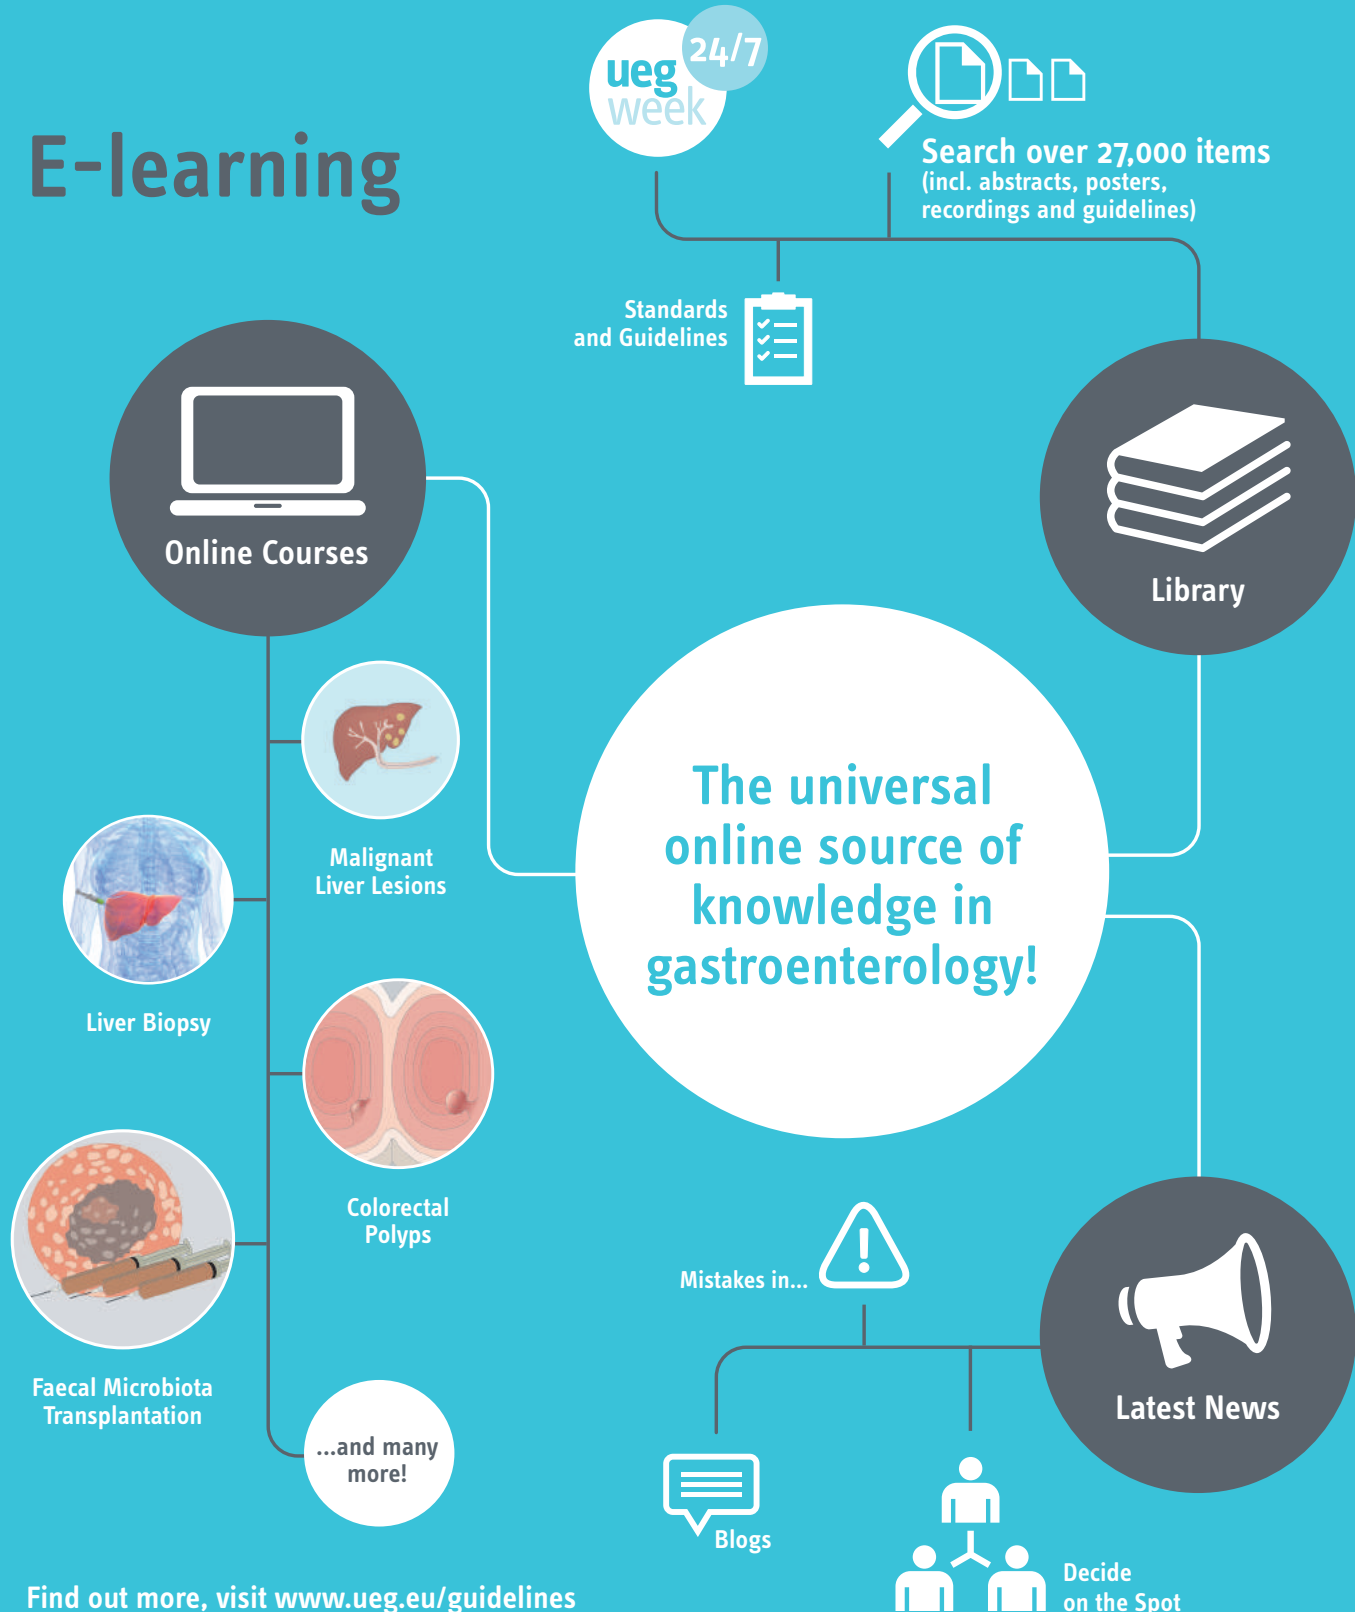 E-learning
ueg
week
24/7
Search over 27,000 items
(incl. abstracts, posters,
recordings and guidelines)
Standards
and Guidelines
Online Courses
Library
Malignant
Liver Lesions
Liver Biopsy
Colorectal
Polyps
Faecal Microbiota
Transplantation
...and many
more!
The universal
online source of
knowledge in
gastroenterology!
Mistakes in...
Latest News
Blogs
Decide
on the Spot
Find out more, visit www.ueg.eu/guidelines